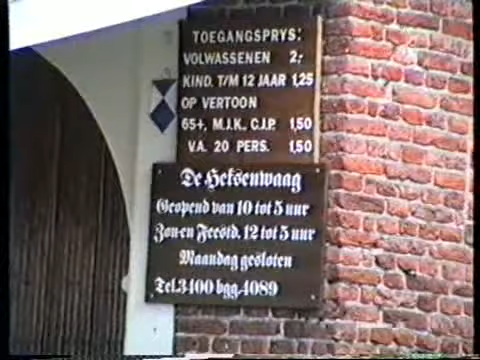 TOEGANGSPRYS:
VOLWASSENEN 2,-
KIND. T/M 12 JAAR 1,25
OP VERTOON
65+, M.J.K., C.J.P. 1,50
V.A. 20 PERS. 1,50
De Heksenwaag
Geopend van 10 tot 5 uur
Zon-en Feestd. 12 tot 5 uur
Maandag gesloten
Tel. 3400 bgg. 4089